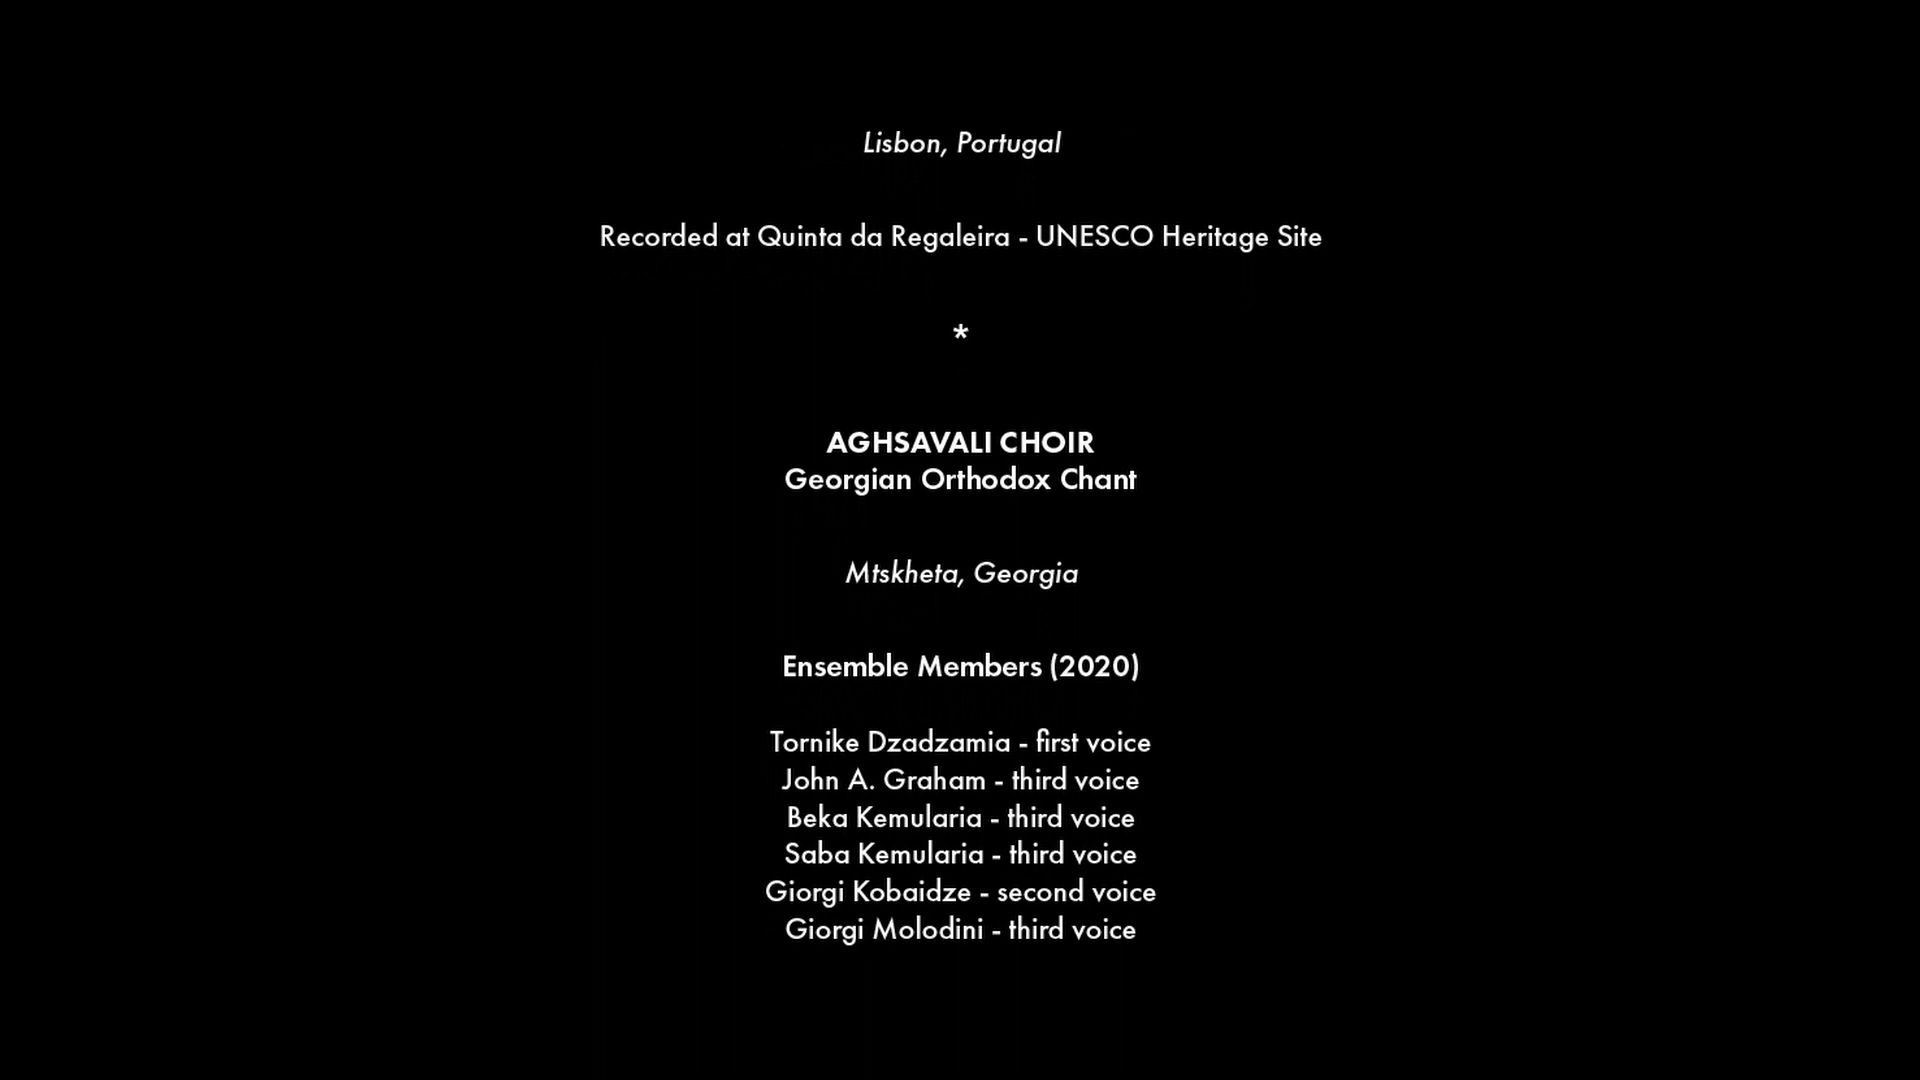 Lisbon, Portugal
Recorded at Quinta da Regaleira - UNESCO Heritage Site
*
AGHSAVALI CHOIR
Georgian Orthodox Chant
Mtskheta, Georgia
Ensemble Members (2020)
Tornike Dzadzamia - first voice
John A. Graham - third voice
Beka Kemularia - third voice
Saba Kemularia - third voice
Giorgi Kobaidze - second voice
Giorgi Molodini - third voice